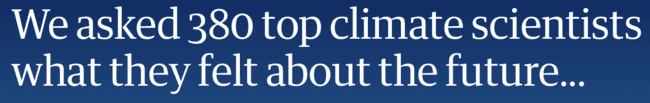 We asked 380 top climate scientists
what they felt about the future...